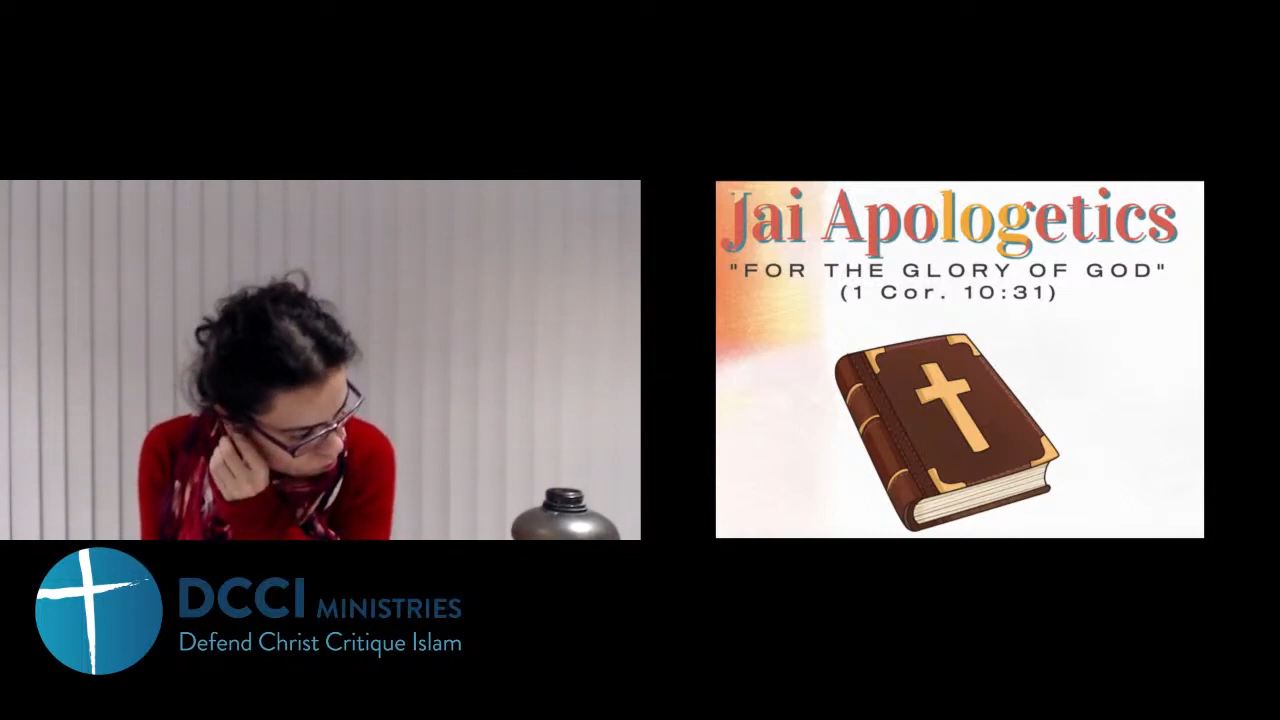 Jai Apologetics
"FOR THE GLORY OF GOD"
(1 Cor. 10:31)
DCCI MINISTRIES
Defend Christ Critique Islam